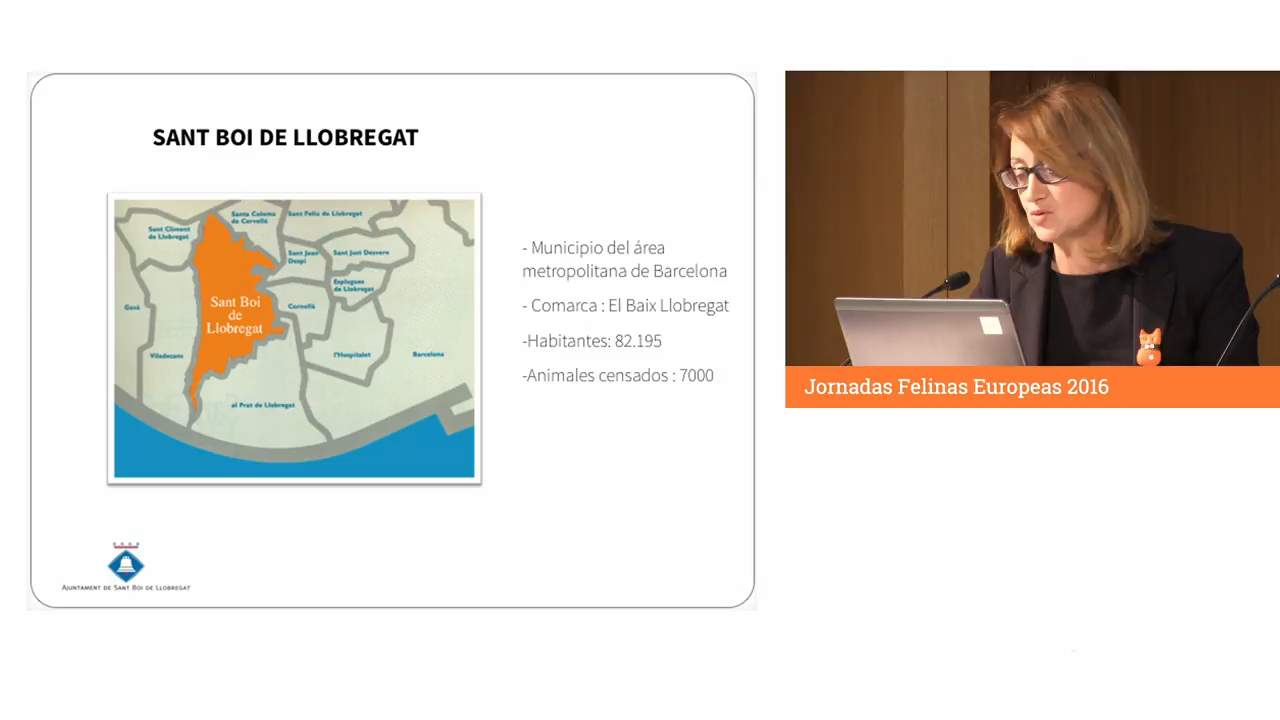 SANT BOI DE LLOBREGAT
Santa Coloma
de Cervelló
Sant Feliu de Llobregat
Sant Climent
de Llobregat
Sant Joan
Despí
Sant Just Desvern
Esplugues
de Llobregat
Gavà
Sant Boi
de
Llobregat
Cornellà
Viladecans
l'Hospitalet
Barcelona
el Prat de Llobregat
- Municipio del área
metropolitana de Barcelona
- Comarca : El Baix Llobregat
-Habitantes: 82.195
-Animales censados : 7000
AJUNTAMENT DE SANT BOI DE LLOBREGAT
Jornadas Felinas Europeas 2016